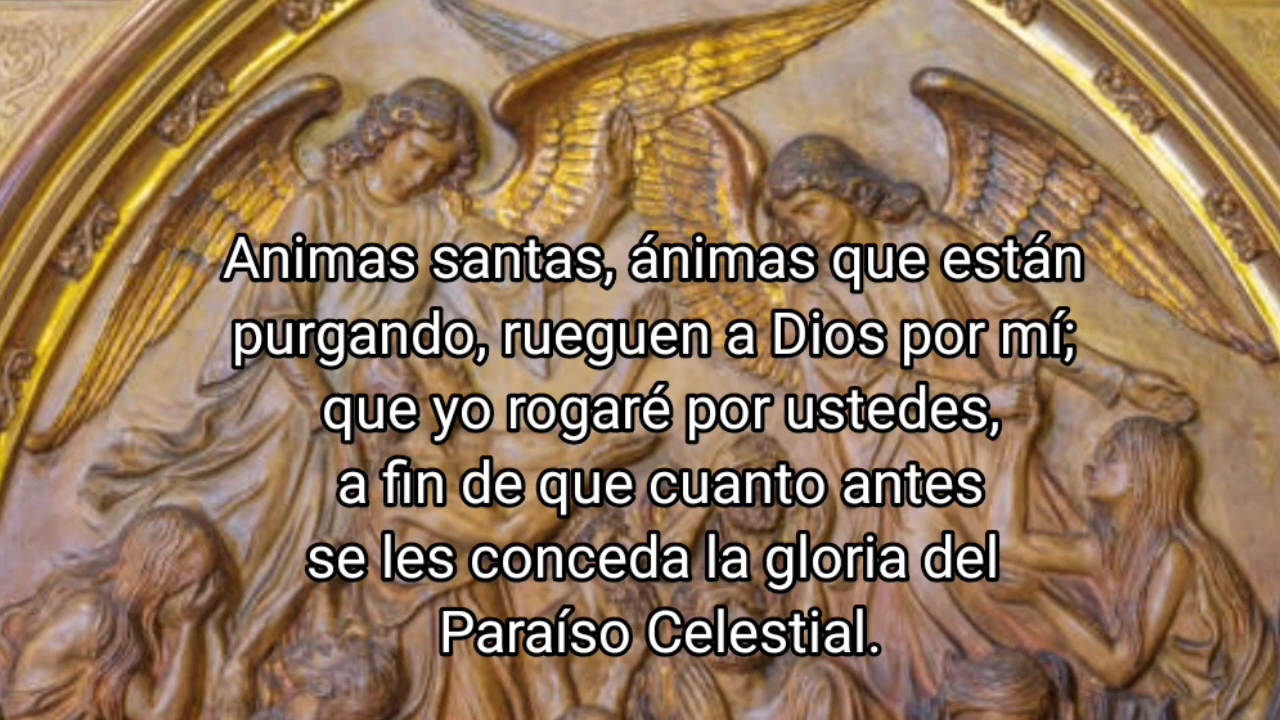 Animas santas, ánimas que están
purgando, rueguen a Dios por mí;
que yo rogaré por ustedes,
a fin de que cuanto antes
se les conceda la gloria del
Paraíso Celestial.